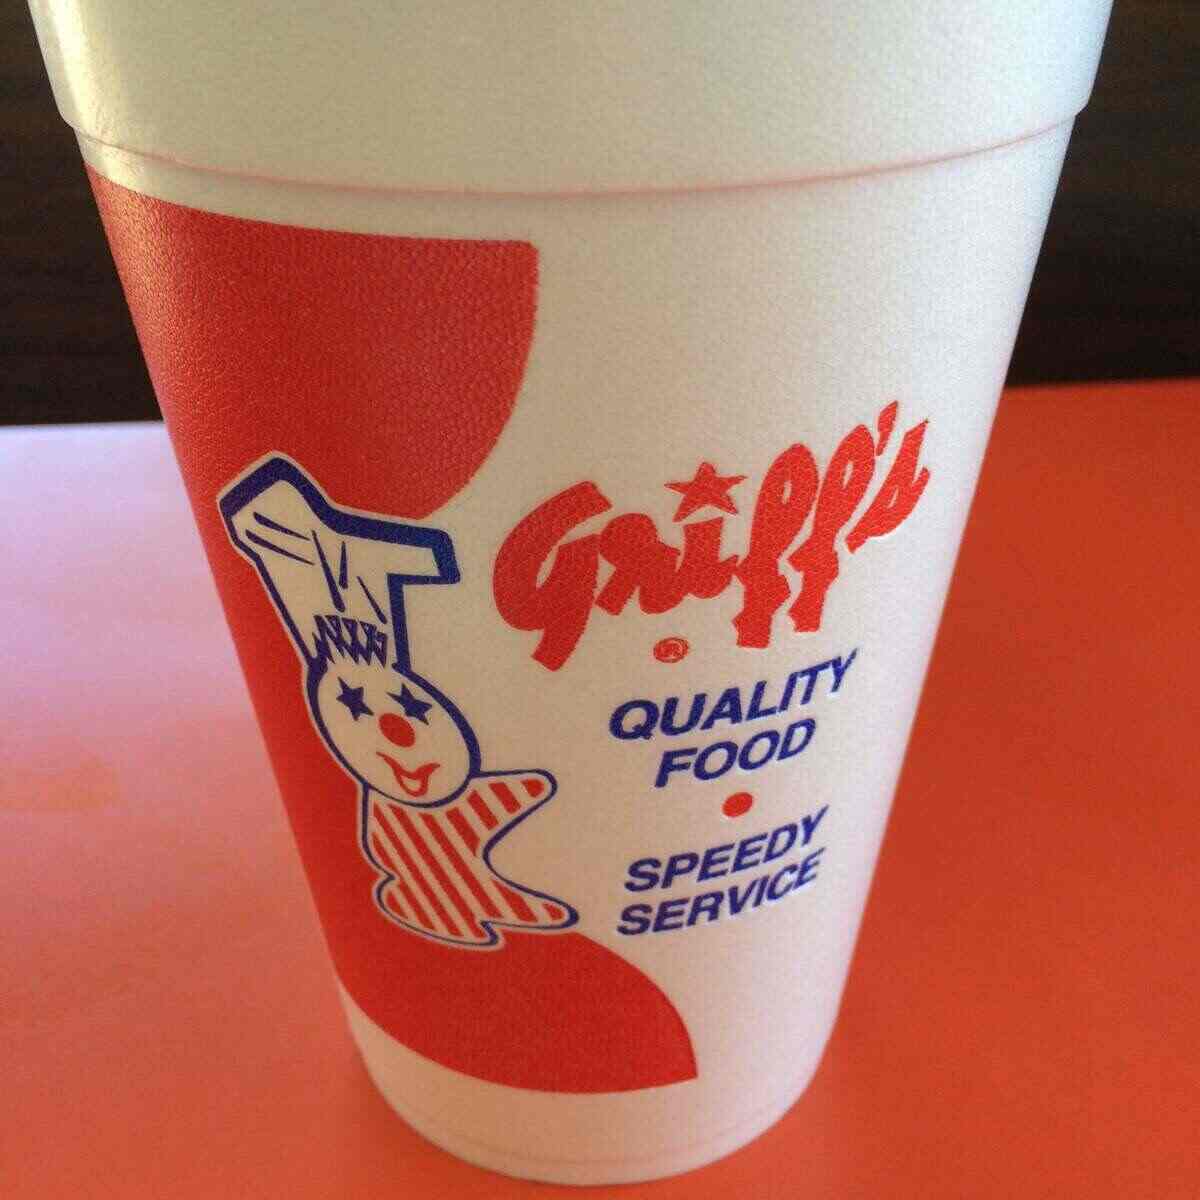 Griff's
®
QUALITY
FOOD
•
SPEEDY
SERVICE